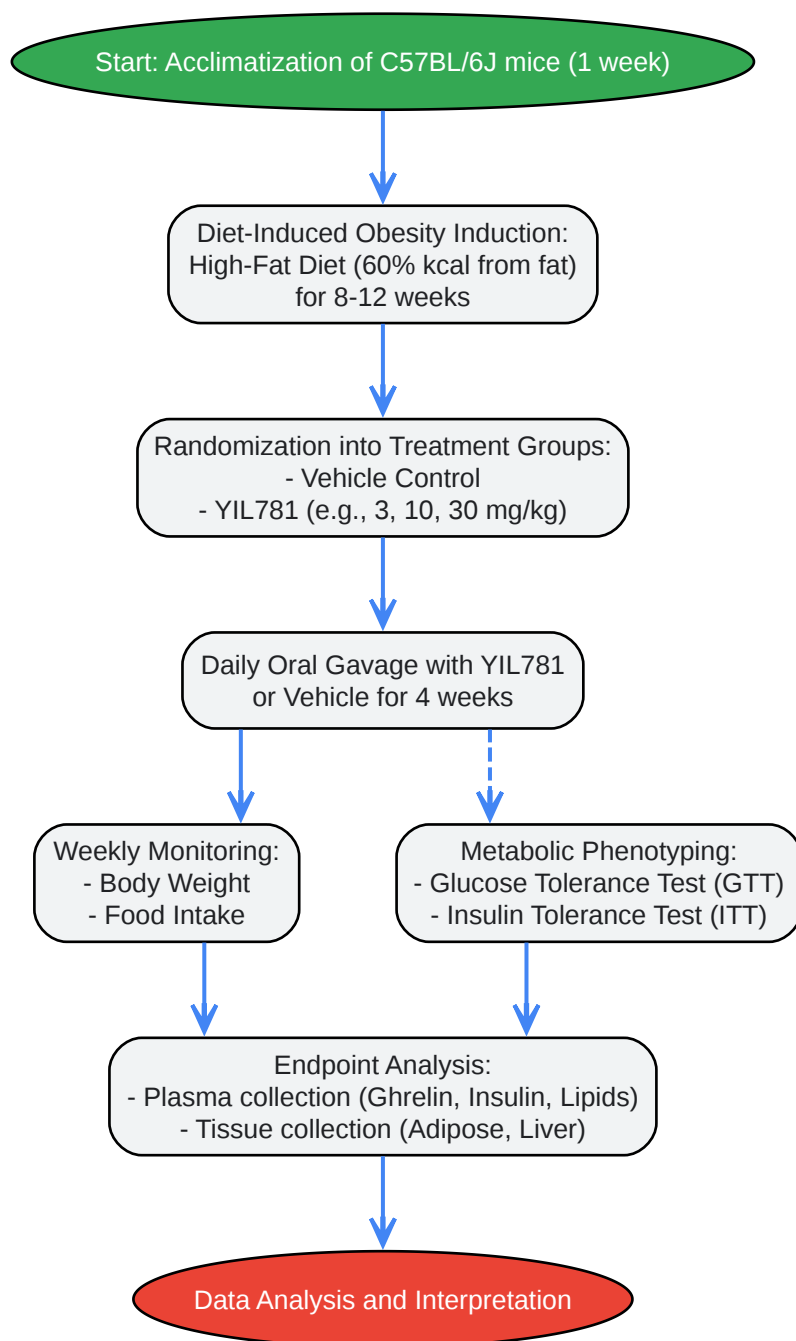 Start: Acclimatization of C57BL/6J mice (1 week)
Diet-Induced Obesity Induction:
High-Fat Diet (60% kcal from fat)
for 8-12 weeks
Randomization into Treatment Groups:
- Vehicle Control
- YIL781 (e.g., 3, 10, 30 mg/kg)
Daily Oral Gavage with YIL781
or Vehicle for 4 weeks
Weekly Monitoring:
- Body Weight
- Food Intake
Metabolic Phenotyping:
- Glucose Tolerance Test (GTT)
- Insulin Tolerance Test (ITT)
Endpoint Analysis:
- Plasma collection (Ghrelin, Insulin, Lipids)
- Tissue collection (Adipose, Liver)
Data Analysis and Interpretation